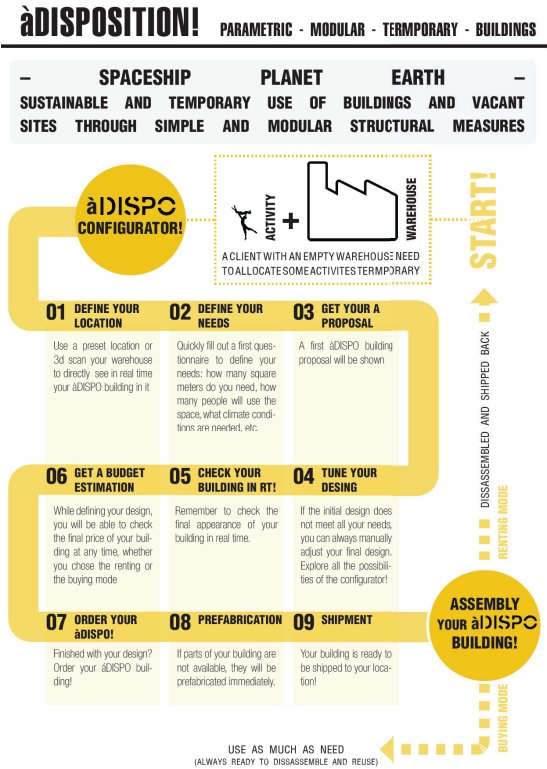 àDISPOSITION!
PARAMETRIC - MODULAR - TERMPORARY - BUILDINGS
– SPACESHIP PLANET EARTH –
SUSTAINABLE AND TEMPORARY USE OF BUILDINGS AND VACANT
SITES THROUGH SIMPLE AND MODULAR STRUCTURAL MEASURES
àDISPO
CONFIGURATOR!
ACTIVITY
+
WAREHOUSE
A CLIENT WITH AN EMPTY WAREHOUSE NEED
TO ALLOCATE SOME ACTIVITES TERMPORARY
START!
01 DEFINE YOUR
LOCATION
Use a preset location or
3d scan your warehouse
to directly see in real time
your àDISPO building in it
02 DEFINE YOUR
NEEDS
Quickly fill out a first ques-
tionnaire to define your
needs: how many square
meters do you need, how
many people will use the
space, what climate condi-
tions are needed, etc.
03 GET YOUR A
PROPOSAL
A first àDISPO building
proposal will be shown
DISSASSEMBLED AND SHIPPED BACK
RENTING MODE
06 GET A BUDGET
ESTIMATION
While defining your design,
you will be able to check
the final price of your buil-
ding at any time, whether
you chose the renting or
the buying mode
05 CHECK YOUR
BUILDING IN RT!
Remember to check the
final appearance of your
building in real time.
04 TUNE YOUR
DESING
If the initial design does
not meet all your needs,
you can always manually
adjust your final design.
Explore all the possibili-
ties of the configurator!
07 ORDER YOUR
àDISPO!
Finished with your design?
Order your àDISPO buil-
ding!
08 PREFABRICATION
If parts of your building are
not available, they will be
prefabricated immediately.
09 SHIPMENT
Your building is ready to
be shipped to your loca-
tion!
ASSEMBLY
YOUR àDISPO
BUILDING!
BUYING MODE
USE AS MUCH AS NEED
(ALWAYS READY TO DISSASSEMBLE AND REUSE)